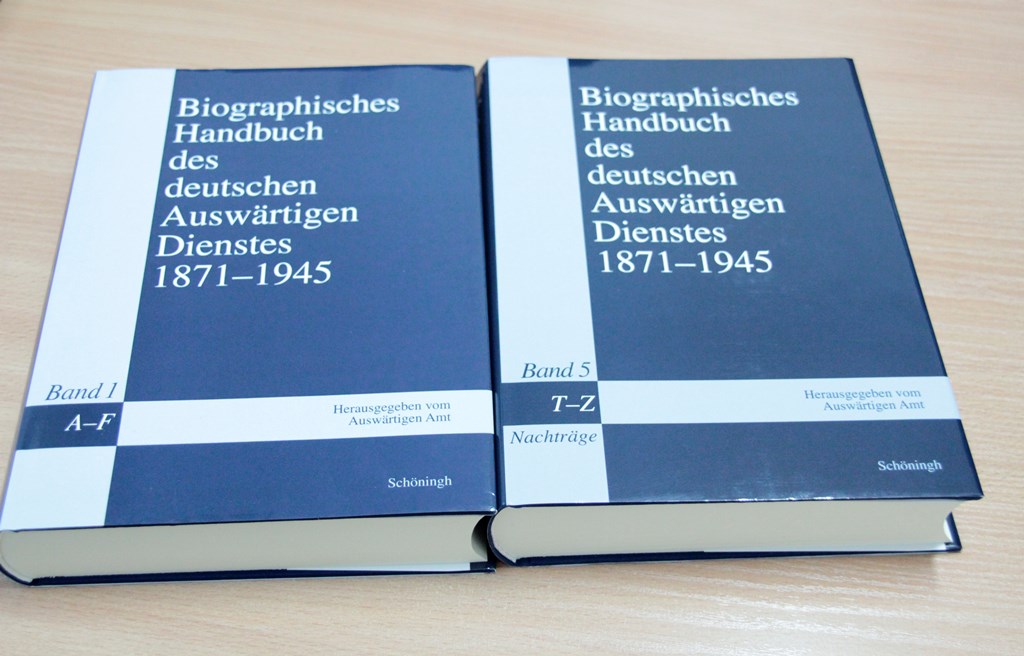 Biographisches
Handbuch
des
deutschen
Auswärtigen
Dienstes
1871–1945
Band 1
A–F
Herausgegeben vom
Auswärtigen Amt
Schöningh
Biographisches
Handbuch
des
deutschen
Auswärtigen
Dienstes
1871–1945
Band 5
T–Z
Nachträge
Herausgegeben vom
Auswärtigen Amt
Schöningh